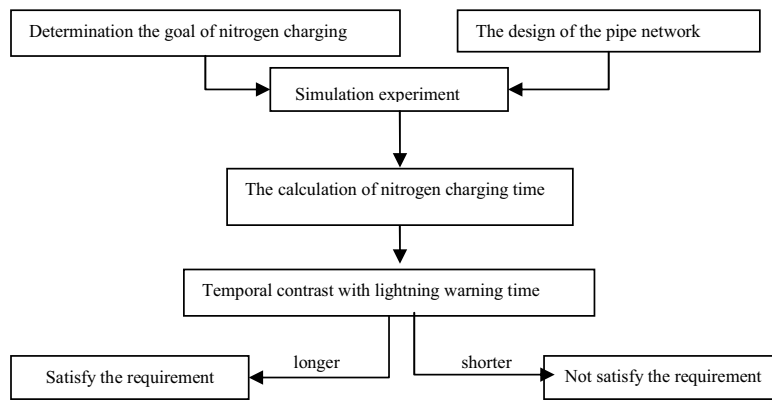 Determination the goal of nitrogen charging
The design of the pipe network
Simulation experiment
The calculation of nitrogen charging time
Temporal contrast with lightning warning time
longer
shorter
Satisfy the requirement
Not satisfy the requirement